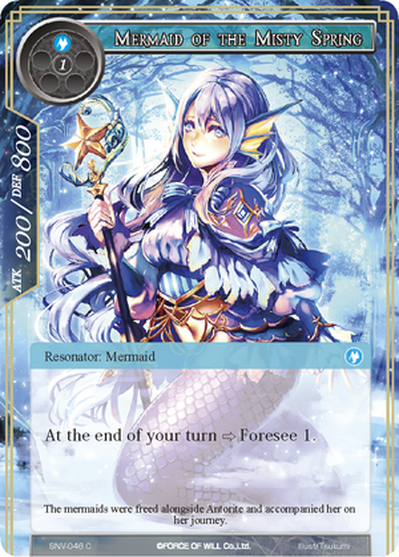 Mermaid of the Misty Spring
1
ATK 200 / DEF 800
Resonator: Mermaid
At the end of your turn ⇨ Foresee 1.
The mermaids were freed alongside Antorite and accompanied her on
her journey.
SNV-046 C
©FORCE OF WILL Co.,Ltd.
Illust/Tsukumi